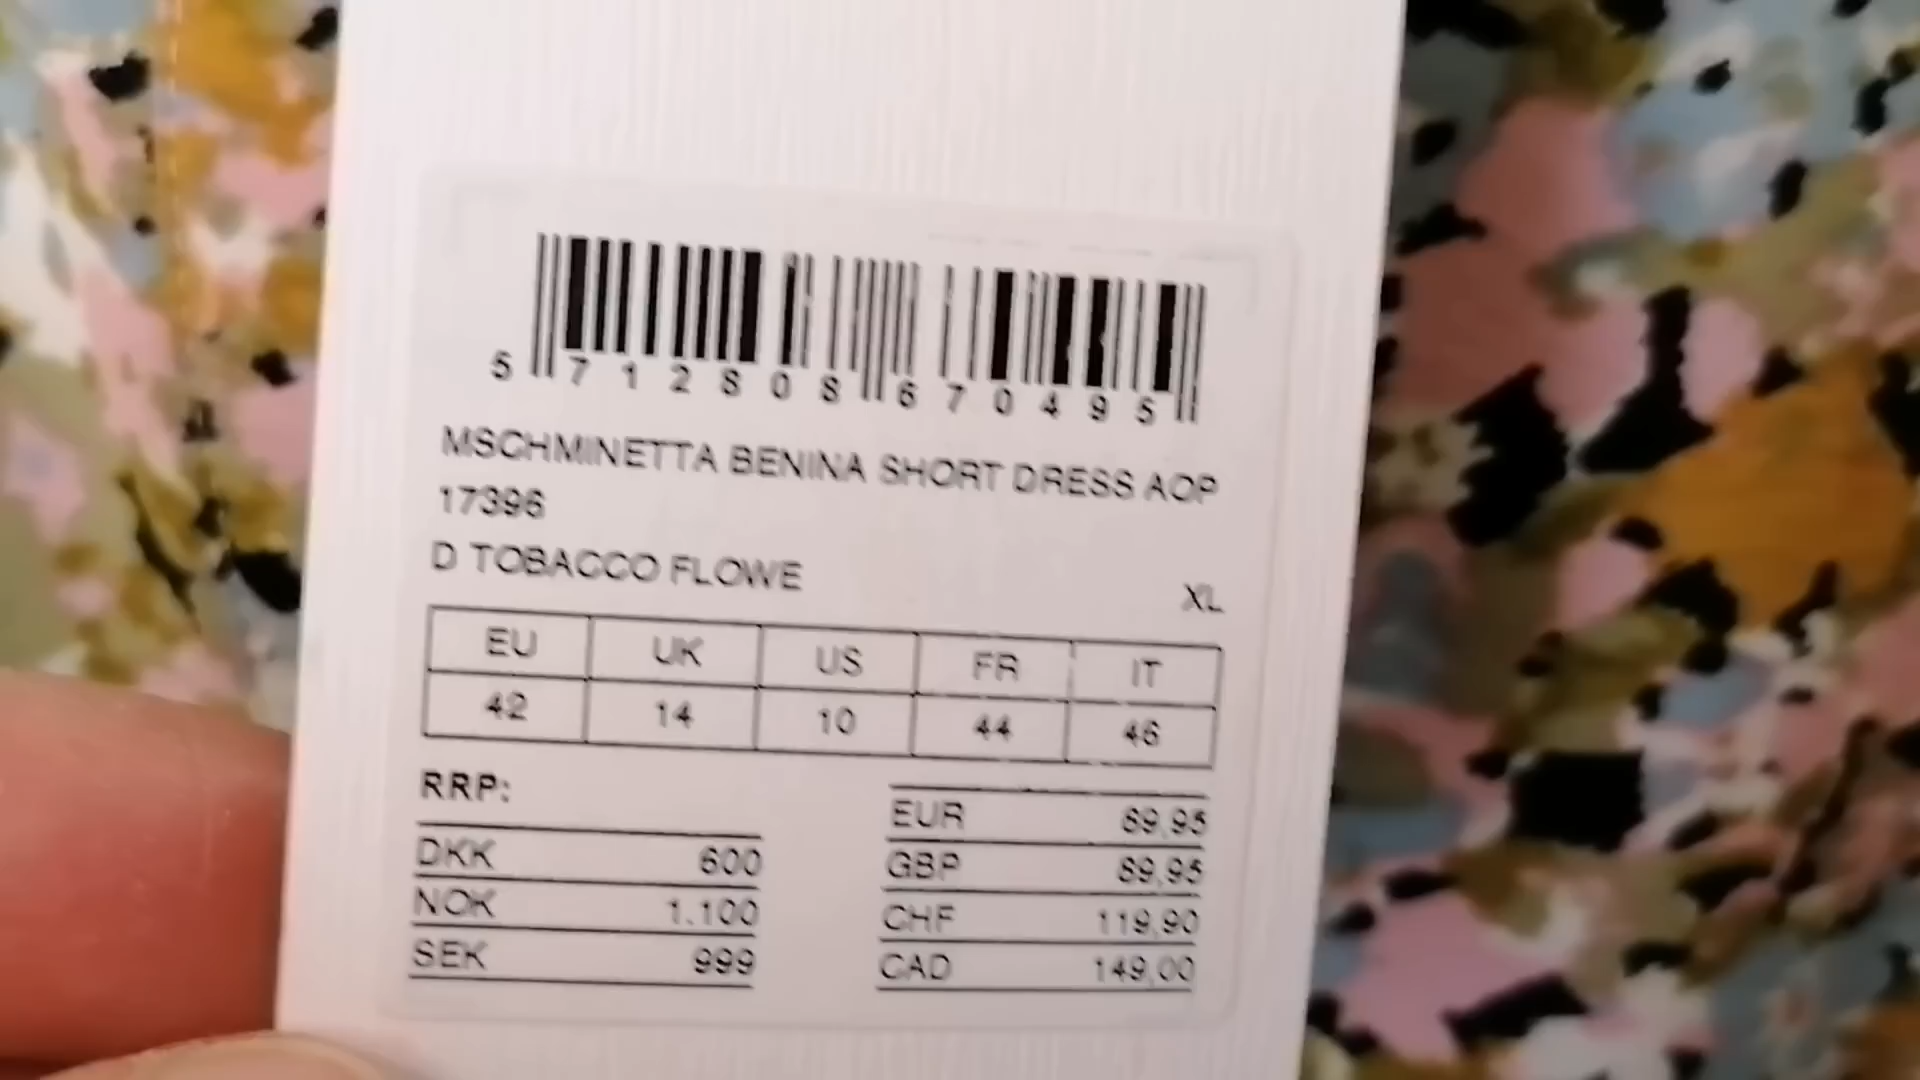 5 712808 670495
MSCHMINETTA BENINA SHORT DRESS AOP
17396
D TOBACCO FLOWE
XL
EU UK US FR IT
42 14 10 44 46
RRP:
DKK 600
NOK 1.100
SEK 999
EUR 89,95
GBP 89,95
CHF 119,90
CAD 149,00